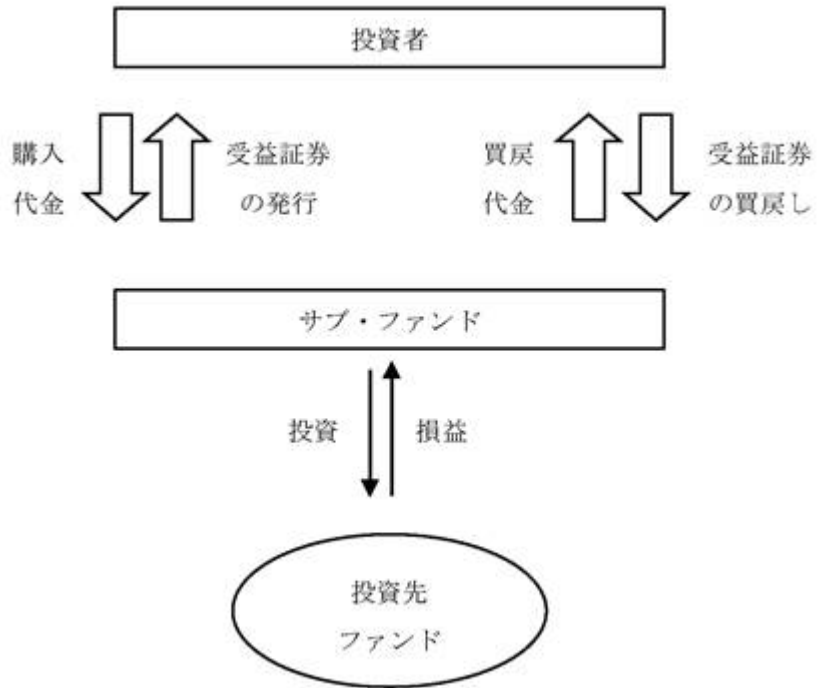 投資者
購入
代金
受益証券
の発行
買戻
代金
受益証券
の買戻し
サブ・ファンド
投資
損益
投資先
ファンド